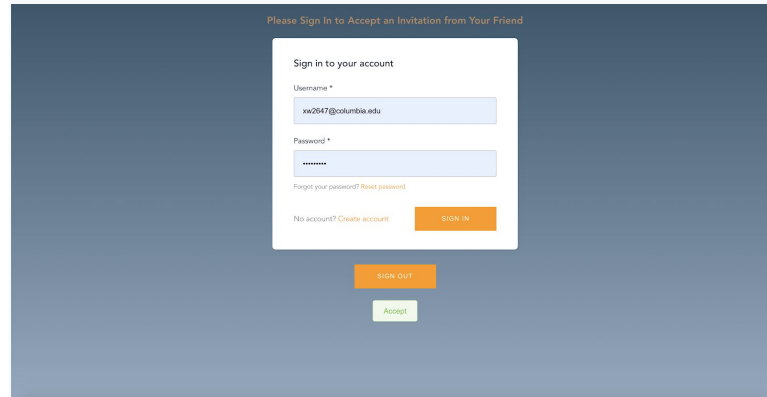 Please Sign In to Accept an Invitation from Your Friend
Sign in to your account
Username *
xw2647@columbia.edu
Password *
•••••••••
Forgot your password? Reset password
No account? Create account
SIGN IN
SIGN OUT
Accept